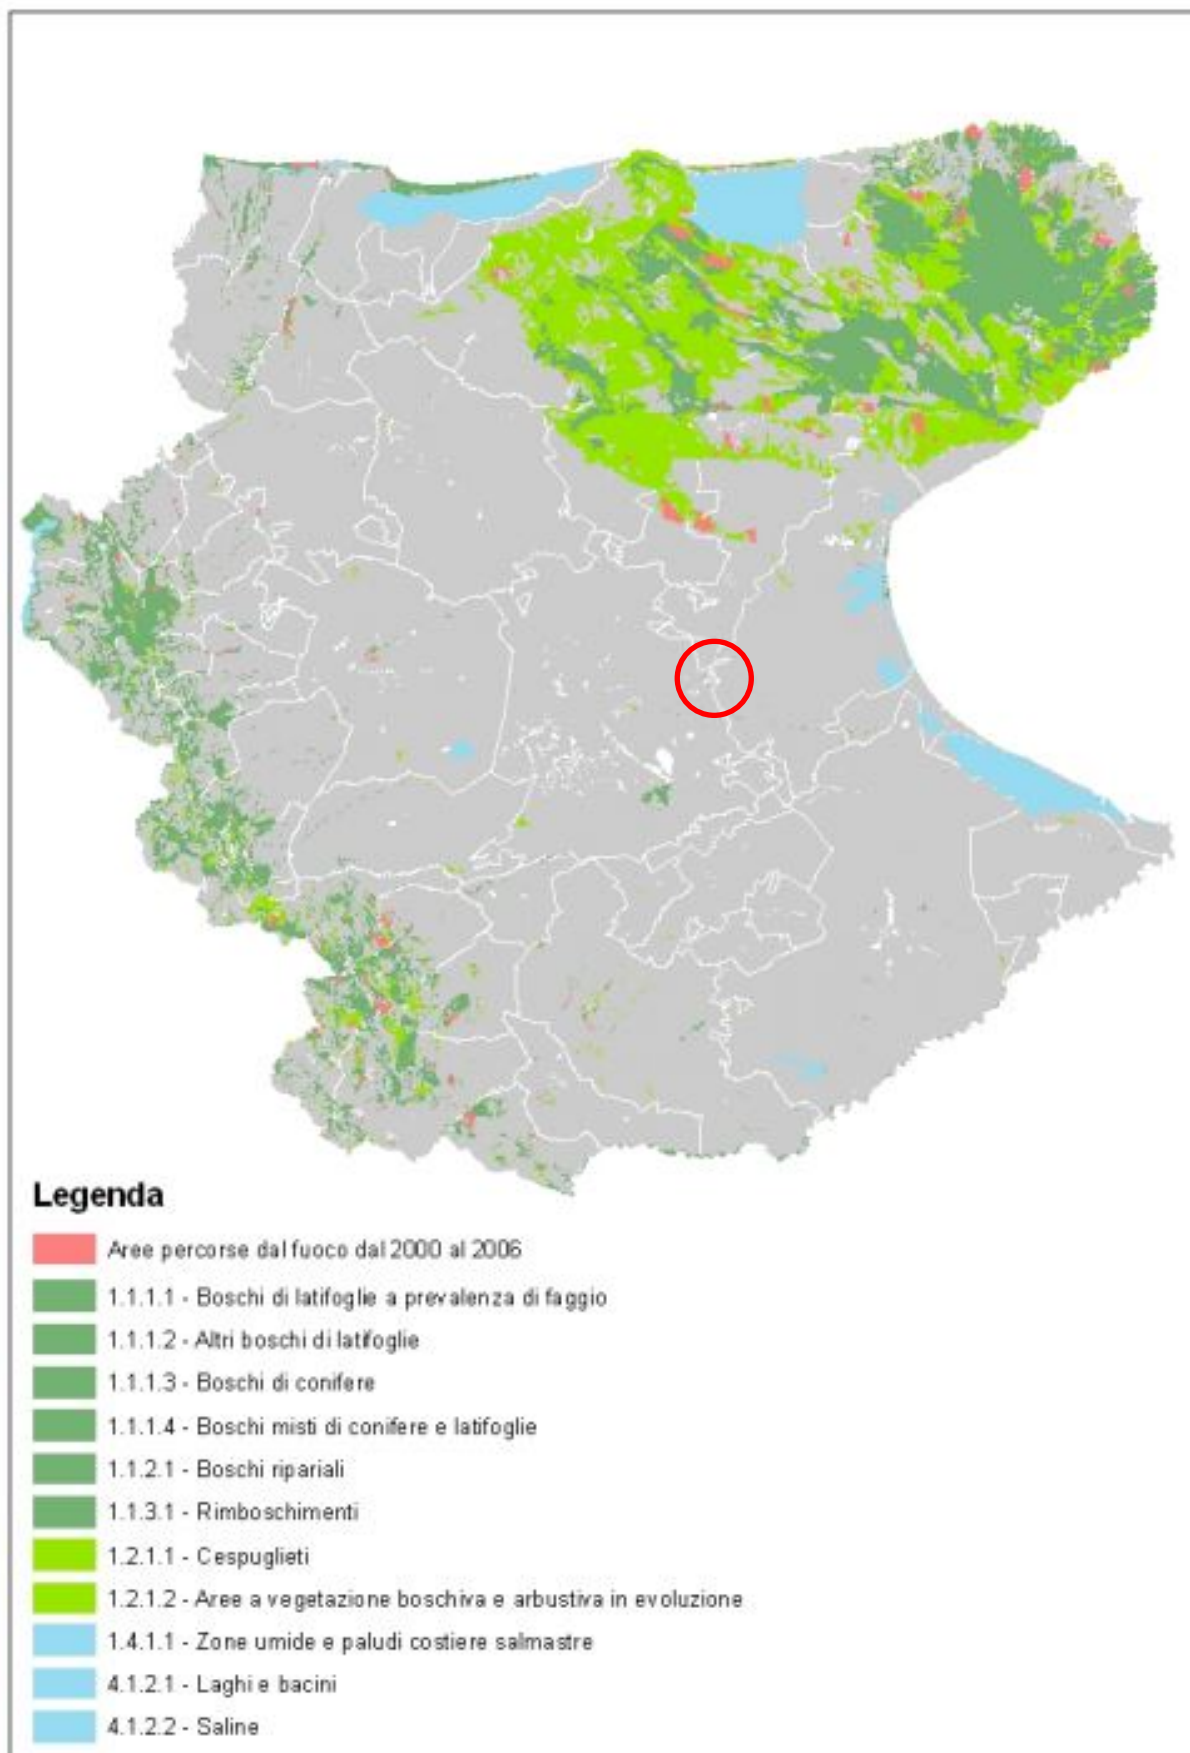 Legenda
Aree percorse dal fuoco dal 2000 al 2006
1.1.1.1 - Boschi di latifoglie a prevalenza di faggio
1.1.1.2 - Altri boschi di latifoglie
1.1.1.3 - Boschi di conifere
1.1.1.4 - Boschi misti di conifere e latifoglie
1.1.2.1 - Boschi ripariali
1.1.3.1 - Rimboschimenti
1.2.1.1 - Cespuglieti
1.2.1.2 - Aree a vegetazione boschiva e arbustiva in evoluzione
1.4.1.1 - Zone umide e paludi costiere salmastre
4.1.2.1 - Laghi e bacini
4.1.2.2 - Saline